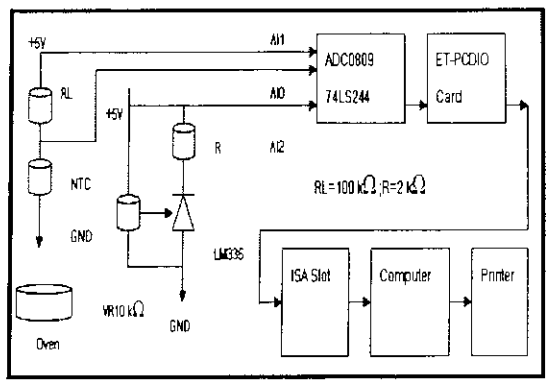 +5V
AI1
RL
+5V
AI0
ADC0809
74LS244
ET-PCDIO
Card
R
AI2
NTC
RL=100 kΩ ;R=2 kΩ
GND
LM335
VR10 kΩ
GND
Oven
ISA Slot
Computer
Printer